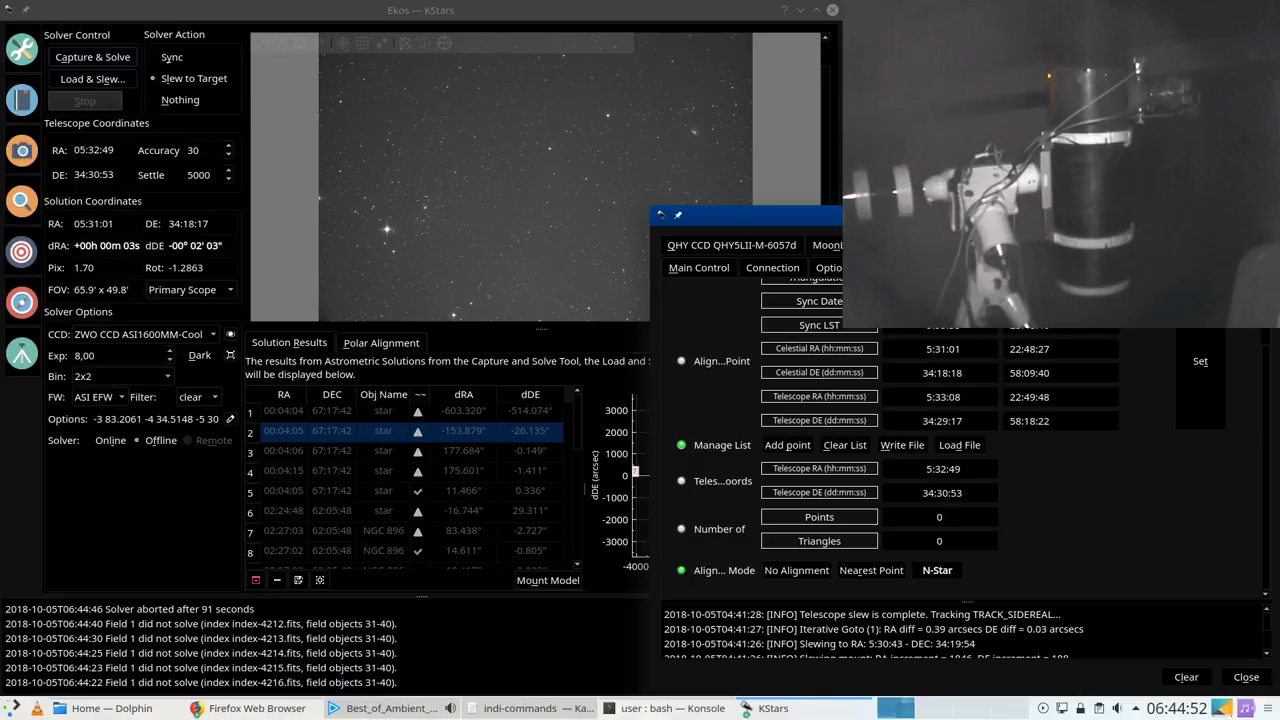 Ekos — KStars
Solver Control
Solver Action
Capture & Solve
Sync
Load & Slew...
Slew to Target
Stop
Nothing
Telescope Coordinates
RA: 05:32:49 Accuracy 30
DE: 34:30:53 Settle 5000
Solution Coordinates
RA: 05:31:01 DE: 34:18:17
dRA: +00h 00m 03s dDE -00° 02' 03"
Pix: 1.70 Rot: -1.2863
FOV: 65.9' x 49.8' Primary Scope
Solver Options
CCD: ZWO CCD ASI1600MM-Cool
Exp: 8,00 Dark
Bin: 2x2
FW: ASI EFW Filter: clear
Options: -3 83.2061 -4 34.5148 -5 30
Solver: Online Offline Remote
Solution Results Polar Alignment
The results from Astrometric Solutions from the Capture and Solve Tool, the Load and S
will be displayed below.
RA DEC Obj Name ~~ dRA dDE
1 00:04:04 67:17:42 star -603.320" -514.074"
2 00:04:05 67:17:42 star -153.879" -26.135"
3 00:04:06 67:17:42 star 177.684" -0.149"
4 00:04:15 67:17:42 star 175.601" -1.411"
5 00:04:05 67:17:42 star 11.466" 0.336"
6 02:24:48 62:05:48 star -16.744" 29.311"
7 02:27:03 62:05:48 NGC 896 83.438" -2.727"
8 02:27:02 62:05:48 NGC 896 14.611" -0.805"
Mount Model
dDE (arcsec)
3000
2000
1000
0
-1000
-2000
-3000
-4000
7
2018-10-05T06:44:46 Solver aborted after 91 seconds
2018-10-05T06:44:40 Field 1 did not solve (index index-4212.fits, field objects 31-40).
2018-10-05T06:44:30 Field 1 did not solve (index index-4213.fits, field objects 31-40).
2018-10-05T06:44:25 Field 1 did not solve (index index-4214.fits, field objects 31-40).
2018-10-05T06:44:23 Field 1 did not solve (index index-4215.fits, field objects 31-40).
2018-10-05T06:44:22 Field 1 did not solve (index index-4216.fits, field objects 31-40).
QHY CCD QHY5LII-M-6057d MoonL
Main Control Connection Optio
Sync Date
Sync LST
Align...Point
Celestial RA (hh:mm:ss) 5:31:01 22:48:27
Celestial DE (dd:mm:ss) 34:18:18 58:09:40
Telescope RA (hh:mm:ss) 5:33:08 22:49:48
Telescope DE (dd:mm:ss) 34:29:17 58:18:22
Set
Manage List Add point Clear List Write File Load File
Teles...oords
Telescope RA (hh:mm:ss) 5:32:49
Telescope DE (dd:mm:ss) 34:30:53
Number of
Points 0
Triangles 0
Align... Mode No Alignment Nearest Point N-Star
2018-10-05T04:41:28: [INFO] Telescope slew is complete. Tracking TRACK_SIDEREAL...
2018-10-05T04:41:27: [INFO] Iterative Goto (1): RA diff = 0.39 arcsecs DE diff = 0.03 arcsecs
2018-10-05T04:41:26: [INFO] Slewing to RA: 5:30:43 - DEC: 34:19:54
Clear Close
Home — Dolphin
Firefox Web Browser
Best_of_Ambient_...
indi-commands — Ka...
user : bash — Konsole
KStars
06:44:52